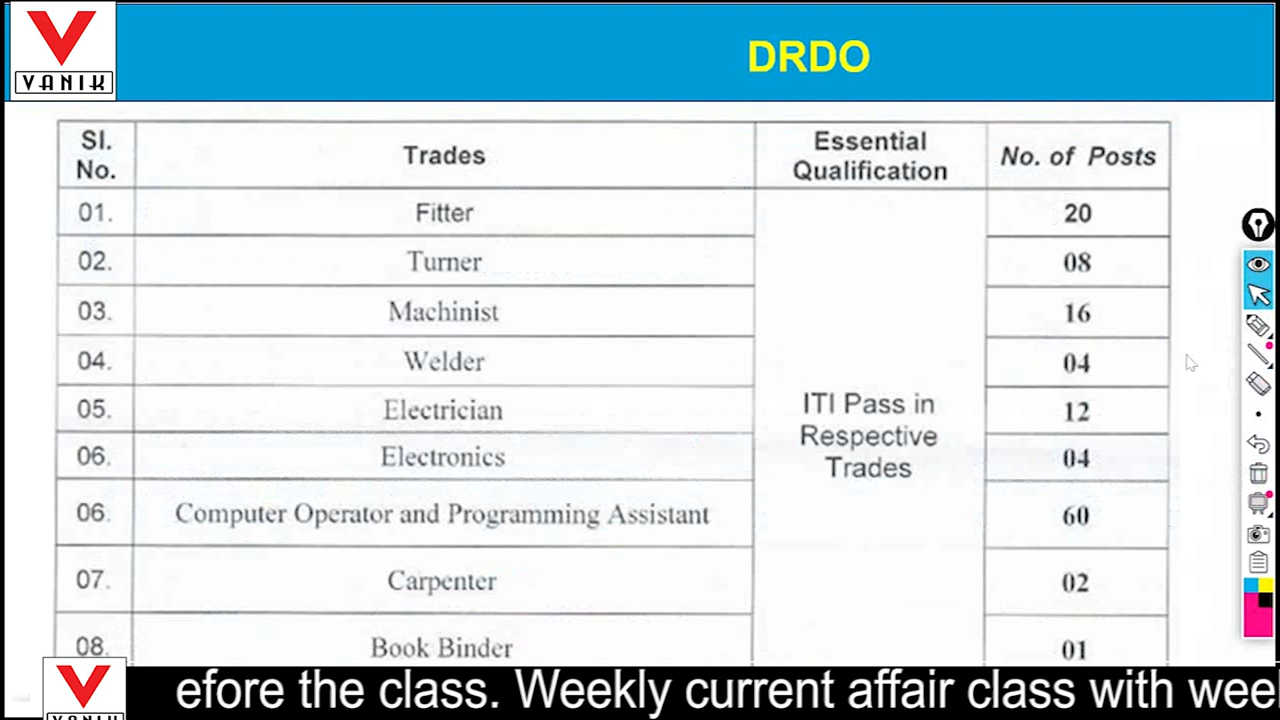 VANIK
DRDO
Sl. No. Trades Essential Qualification No. of Posts
01. Fitter 20
02. Turner 08
03. Machinist 16
04. Welder 04
05. Electrician 12
06. Electronics 04
06. Computer Operator and Programming Assistant 60
07. Carpenter 02
08. Book Binder 01
ITI Pass in
Respective
Trades
efore the class. Weekly current affair class with wee
VANIK